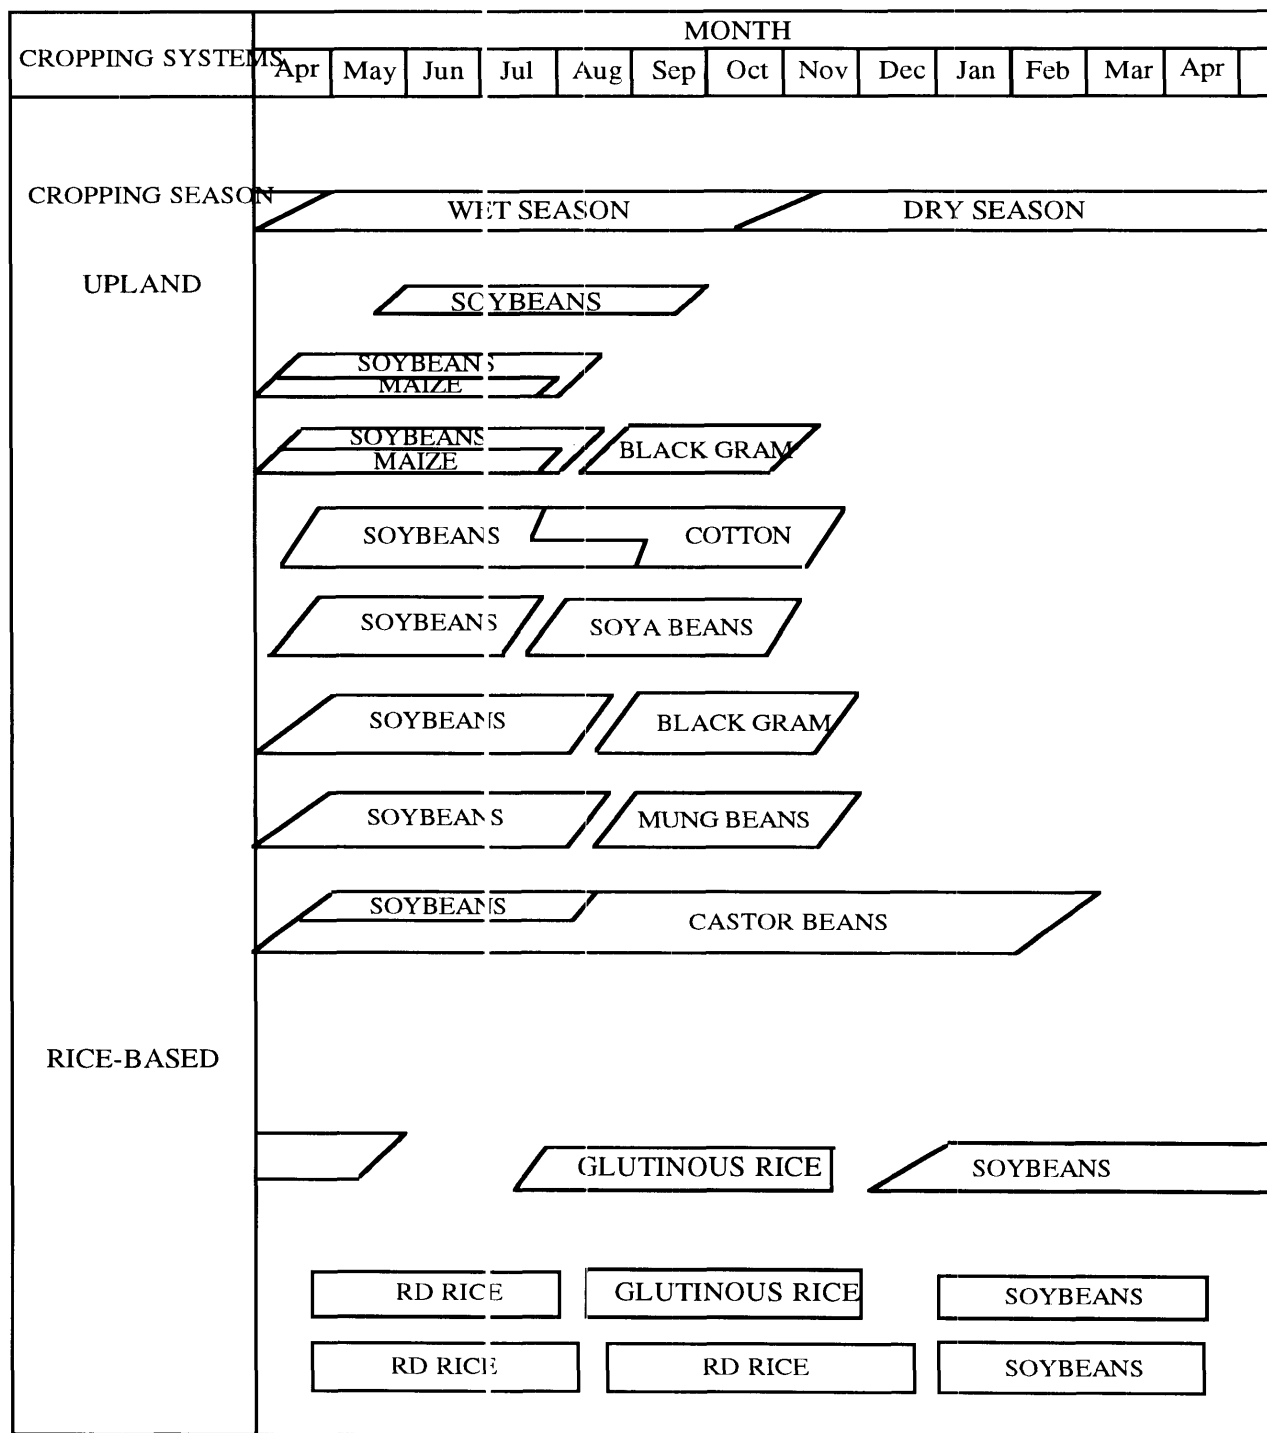 MONTH
CROPPING SYSTEMS
Apr May Jun Jul Aug Sep Oct Nov Dec Jan Feb Mar Apr
CROPPING SEASON
WET SEASON DRY SEASON
UPLAND
SOYBEANS
SOYBEANS
MAIZE
SOYBEANS
MAIZE
BLACK GRAM
SOYBEANS COTTON
SOYBEANS SOYA BEANS
SOYBEANS BLACK GRAM
SOYBEANS MUNG BEANS
SOYBEANS
CASTOR BEANS
RICE-BASED
GLUTINOUS RICE SOYBEANS
RD RICE GLUTINOUS RICE SOYBEANS
RD RICE RD RICE SOYBEANS